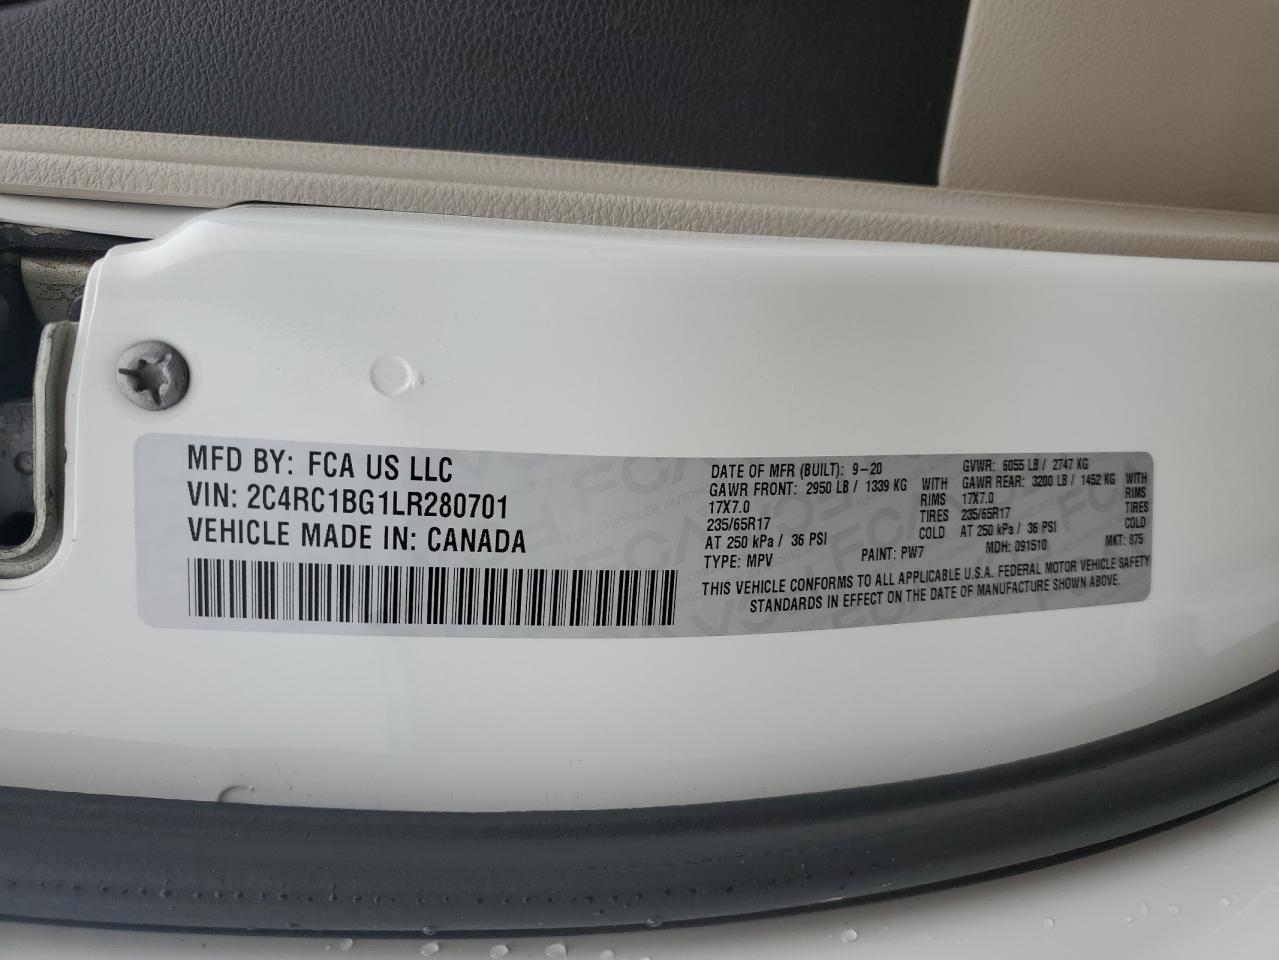 MFD BY: FCA US LLC
VIN: 2C4RC1BG1LR280701
VEHICLE MADE IN: CANADA
DATE OF MFR (BUILT): 9-20 GVWR: 6055 LB / 2747 KG
GAWR FRONT: 2950 LB / 1339 KG WITH GAWR REAR: 3200 LB / 1452 KG WITH
17X7.0 RIMS 17X7.0 RIMS
235/65R17 TIRES 235/65R17 TIRES
AT 250 kPa / 36 PSI COLD AT 250 kPa / 36 PSI COLD
TYPE: MPV PAINT: PW7 MDH: 091510 MKT: 875
THIS VEHICLE CONFORMS TO ALL APPLICABLE U.S.A. FEDERAL MOTOR VEHICLE SAFETY
STANDARDS IN EFFECT ON THE DATE OF MANUFACTURE SHOWN ABOVE.